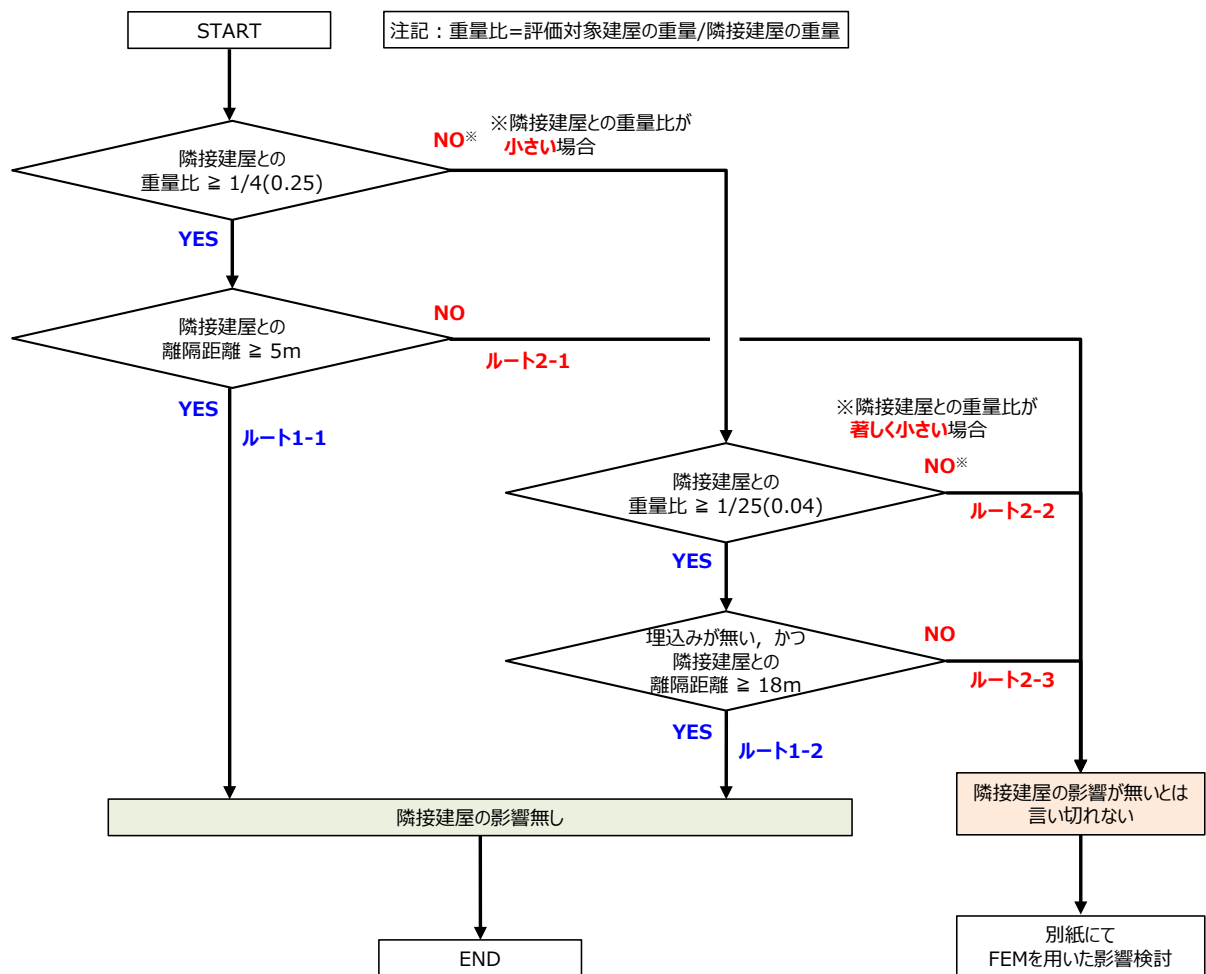 START
注記：重量比=評価対象建屋の重量/隣接建屋の重量
隣接建屋との
重量比 ≧ 1/4(0.25)
NO※
※隣接建屋との重量比が
小さい場合
YES
隣接建屋との
離隔距離 ≧ 5m
NO
ルート2-1
YES
ルート1-1
※隣接建屋との重量比が
著しく小さい場合
NO※
隣接建屋との
重量比 ≧ 1/25(0.04)
ルート2-2
YES
埋込みが無い，かつ
隣接建屋との
離隔距離 ≧ 18m
NO
ルート2-3
YES
ルート1-2
隣接建屋の影響無し
隣接建屋の影響が無いとは
言い切れない
END
別紙にて
FEMを用いた影響検討